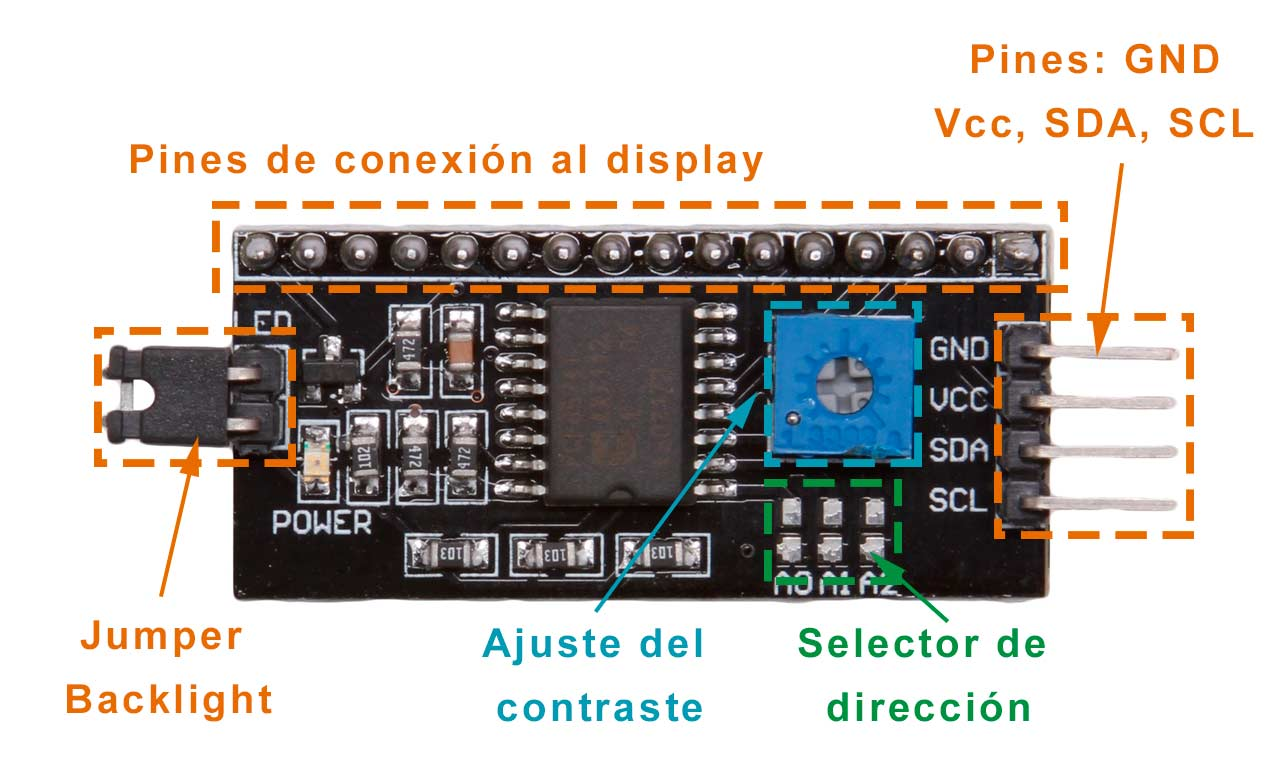 Pines: GND
Vcc, SDA, SCL
Pines de conexión al display
LED
GND
VCC
472
SDA
102
472
472
SCL
POWER
103
103
103
A0 A1 A2
Jumper
Backlight
Ajuste del
contraste
Selector de
dirección